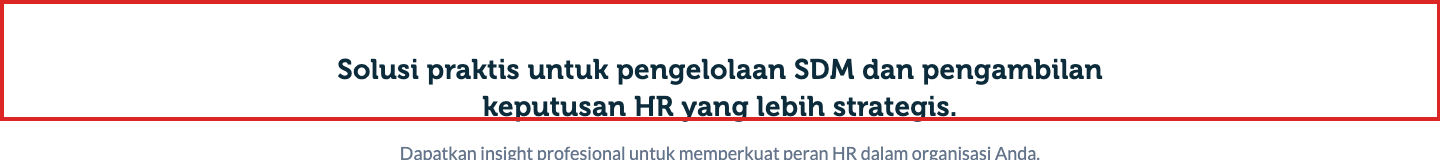 Solusi praktis untuk pengelolaan SDM dan pengambilan
keputusan HR yang lebih strategis.
Dapatkan insight profesional untuk memperkuat peran HR dalam organisasi Anda.